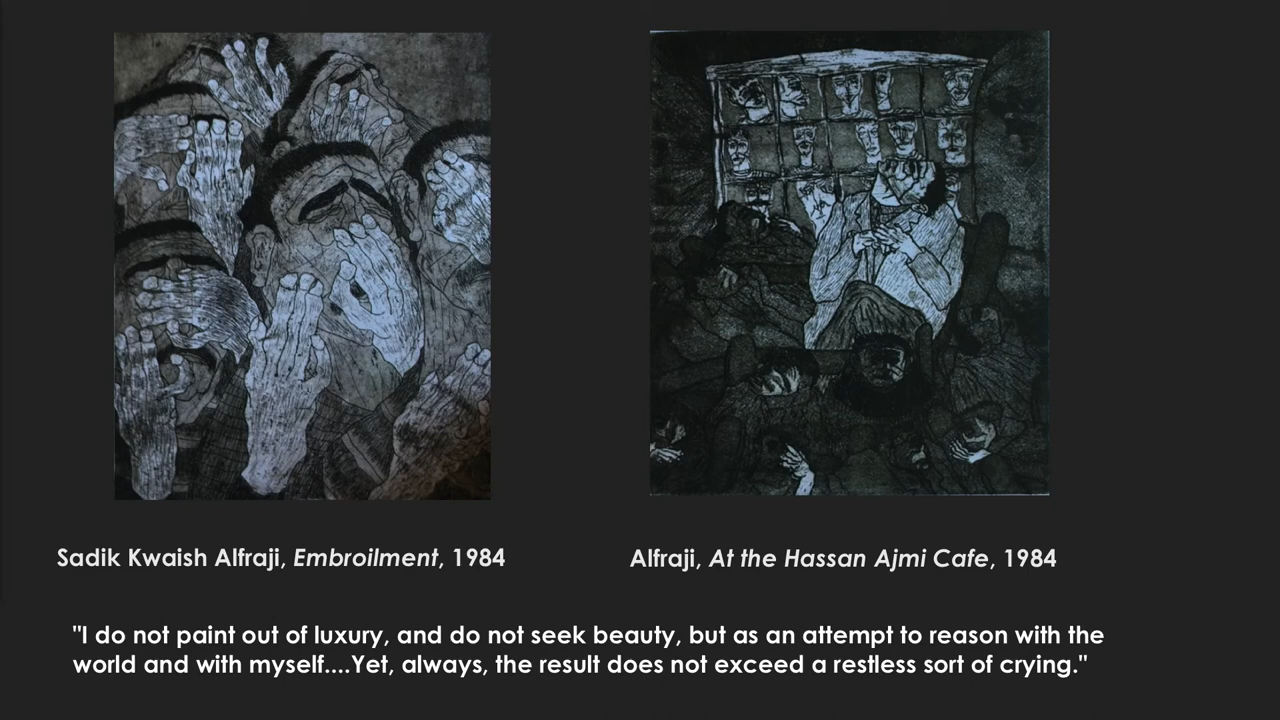 Sadik Kwaish Alfraji, Embroilment, 1984
Alfraji, At the Hassan Ajmi Cafe, 1984
"I do not paint out of luxury, and do not seek beauty, but as an attempt to reason with the
world and with myself....Yet, always, the result does not exceed a restless sort of crying."